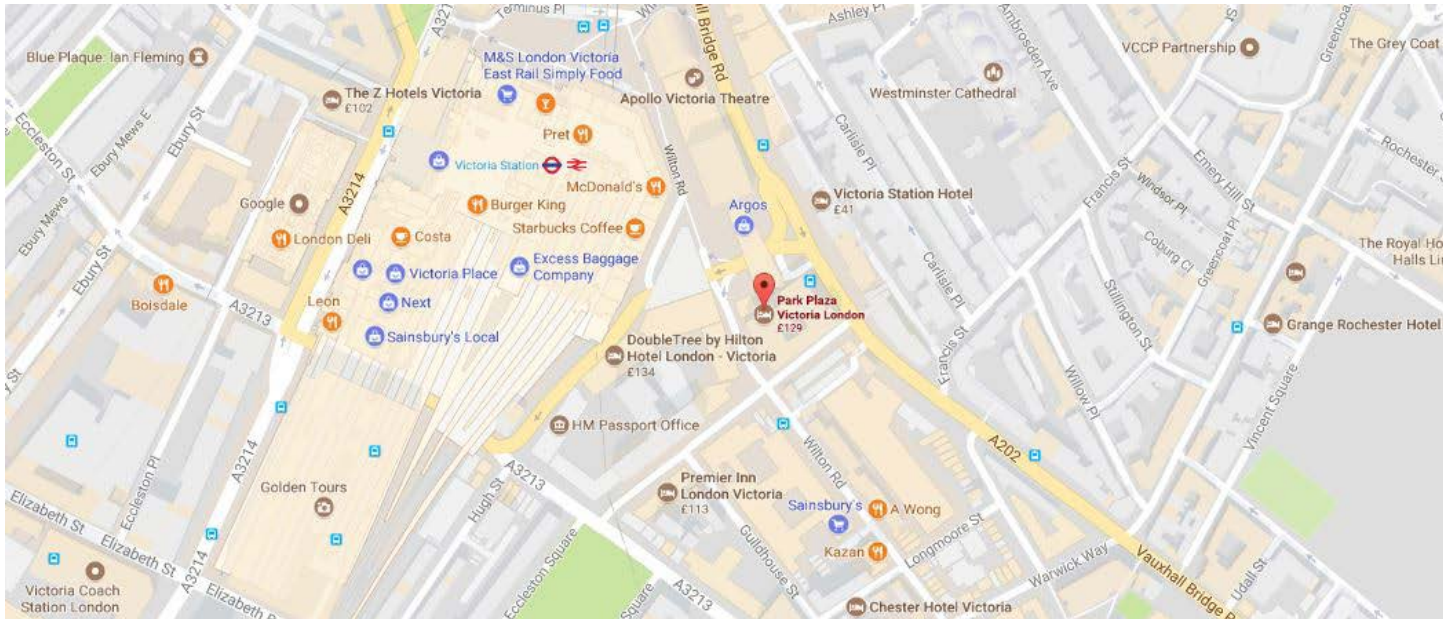 A3214
Terminus Pl
Ashley Pl
Ambrosden Ave
Greencoat
Blue Plaque: Ian Fleming
M&S London Victoria
East Rail Simply Food
Bridge Rd
VCCP Partnership
The Grey Coat
The Z Hotels Victoria
£102
Apollo Victoria Theatre
Westminster Cathedral
Eccleston St
Ebury Mews E
Ebury St
Pret
Carlisle Pl
Rochester
Victoria Station
Wilton Rd
Francis St
Emery Hill St
Windsor Pl
McDonald's
A3214
Google
Burger King
Argos
Victoria Station Hotel
£41
Ebury Mews
London Deli
Costa
Starbucks Coffee
Coburg Cl
Greencoat Pl
The Royal Ho
Halls Li
Ebury St
Boisdale
Victoria Place
Excess Baggage
Company
Carlisle Pl
Stillington St
A3213
Leon
Next
Park Plaza
Victoria London
£129
Sainsbury's Local
DoubleTree by Hilton
Hotel London - Victoria
£134
Francis St
Grange Rochester Hotel
Willow Pl
Vincent Square
HM Passport Office
A202
A3214
Eccleston Pl
Golden Tours
A3213
Hugh St
Premier Inn
London Victoria
£113
Wilton Rd
Sainsbury's
A Wong
Elizabeth St
Elizabeth St
Kazan
Longmoore St
Guildhouse St
Warwick Way
Vauxhall Bridge R
Udall St
Victoria Coach
Station London
A3214
Elizabeth B
Eccleston Square
Square
A3213
Chester Hotel Victoria